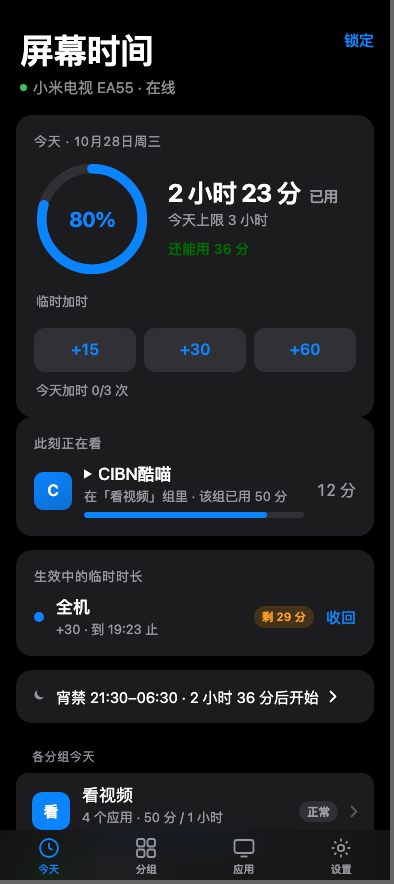 屏幕时间
锁定
小米电视 EA55 · 在线
今天 · 10月28日周三
80%
2 小时 23 分 已用
今天上限 3 小时
还能用 36 分
临时加时
+15 +30 +60
今天加时 0/3 次
此刻正在看
C
CIBN酷喵
在「看视频」组里 · 该组已用 50 分
12 分
生效中的临时时长
全机
+30 · 到 19:23 止
剩 29 分
收回
宵禁 21:30–06:30 · 2 小时 36 分后开始
各分组今天
看
看视频
4 个应用 · 50 分 / 1 小时
正常
今天 分组 应用 设置